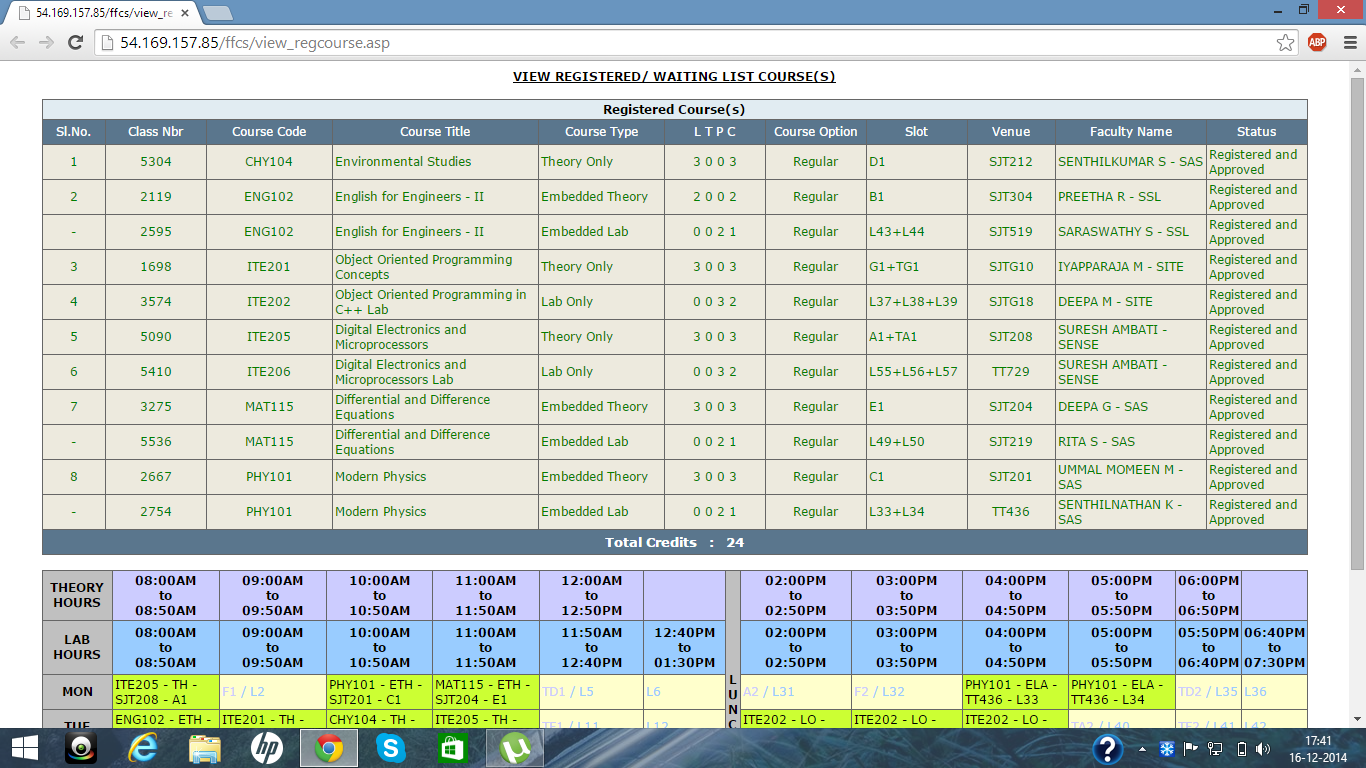 54.169.157.85/ffcs/view_re
54.169.157.85/ffcs/view_regcourse.asp
ABP
VIEW REGISTERED/ WAITING LIST COURSE(S)
Registered Course(s)
Sl.No. Class Nbr Course Code Course Title Course Type L T P C Course Option Slot Venue Faculty Name Status
1 5304 CHY104 Environmental Studies Theory Only 3 0 0 3 Regular D1 SJT212 SENTHILKUMAR S - SAS Registered and
Approved
2 2119 ENG102 English for Engineers - II Embedded Theory 2 0 0 2 Regular B1 SJT304 PREETHA R - SSL Registered and
Approved
- 2595 ENG102 English for Engineers - II Embedded Lab 0 0 2 1 Regular L43+L44 SJT519 SARASWATHY S - SSL Registered and
Approved
3 1698 ITE201 Object Oriented Programming Theory Only 3 0 0 3 Regular G1+TG1 SJTG10 IYAPPARAJA M - SITE Registered and
Concepts Approved
4 3574 ITE202 Object Oriented Programming in Lab Only 0 0 3 2 Regular L37+L38+L39 SJTG18 DEEPA M - SITE Registered and
C++ Lab Approved
5 5090 ITE205 Digital Electronics and Theory Only 3 0 0 3 Regular A1+TA1 SJT208 SURESH AMBATI - Registered and
Microprocessors SENSE Approved
6 5410 ITE206 Digital Electronics and Lab Only 0 0 3 2 Regular L55+L56+L57 TT729 SURESH AMBATI - Registered and
Microprocessors Lab SENSE Approved
7 3275 MAT115 Differential and Difference Embedded Theory 3 0 0 3 Regular E1 SJT204 DEEPA G - SAS Registered and
Equations Approved
- 5536 MAT115 Differential and Difference Embedded Lab 0 0 2 1 Regular L49+L50 SJT219 RITA S - SAS Registered and
Equations Approved
8 2667 PHY101 Modern Physics Embedded Theory 3 0 0 3 Regular C1 SJT201 UMMAL MOMEEN M - Registered and
SAS Approved
- 2754 PHY101 Modern Physics Embedded Lab 0 0 2 1 Regular L33+L34 TT436 SENTHILNATHAN K - Registered and
SAS Approved
Total Credits : 24
THEORY HOURS 08:00AM to 08:50AM 09:00AM to 09:50AM 10:00AM to 10:50AM 11:00AM to 11:50AM 12:00AM to 12:50PM 02:00PM to 02:50PM 03:00PM to 03:50PM 04:00PM to 04:50PM 05:00PM to 05:50PM 06:00PM to 06:50PM
LAB HOURS 08:00AM to 08:50AM 09:00AM to 09:50AM 10:00AM to 10:50AM 11:00AM to 11:50AM 11:50AM to 12:40PM 12:40PM to 01:30PM 02:00PM to 02:50PM 03:00PM to 03:50PM 04:00PM to 04:50PM 05:00PM to 05:50PM 05:50PM to 06:40PM 06:40PM to 07:30PM
L
U
N
C
MON ITE205 - TH - SJT208 - A1 F1 / L2 PHY101 - ETH - SJT201 - C1 MAT115 - ETH - SJT204 - E1 TD1 / L5 L6 A2 / L31 F2 / L32 PHY101 - ELA - TT436 - L33 PHY101 - ELA - TT436 - L34 TD2 / L35 L36
TUE ENG102 - ETH - ITE201 - TH - CHY104 - TH - ITE205 - TH - TE1 / L11 L12 ITE202 - LO - ITE202 - LO - ITE202 - LO - TA2 / L40 TE2 / L41 L42
hp
S
?
17:41
16-12-2014